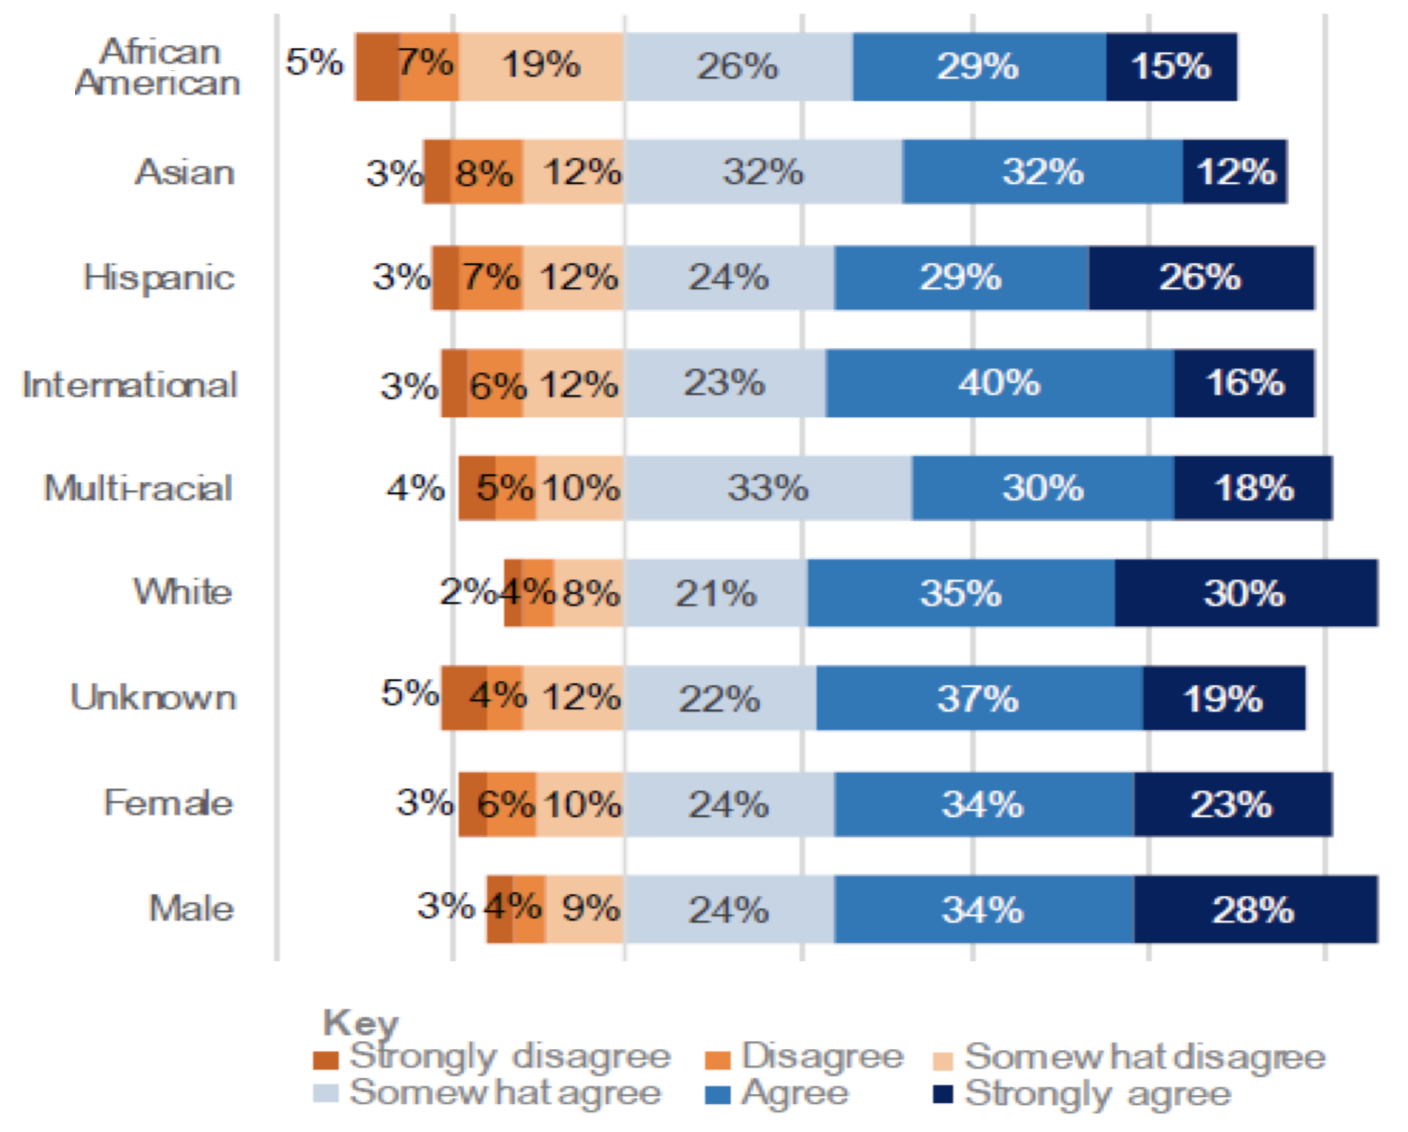 African
American
5% 7% 19% 26% 29% 15%
Asian 3% 8% 12% 32% 32% 12%
Hispanic 3% 7% 12% 24% 29% 26%
International 3% 6% 12% 23% 40% 16%
Multi-racial 4% 5% 10% 33% 30% 18%
White 2% 4% 8% 21% 35% 30%
Unknown 5% 4% 12% 22% 37% 19%
Female 3% 6% 10% 24% 34% 23%
Male 3% 4% 9% 24% 34% 28%
Key
Strongly disagree Disagree Somewhat disagree
Somewhat agree Agree Strongly agree